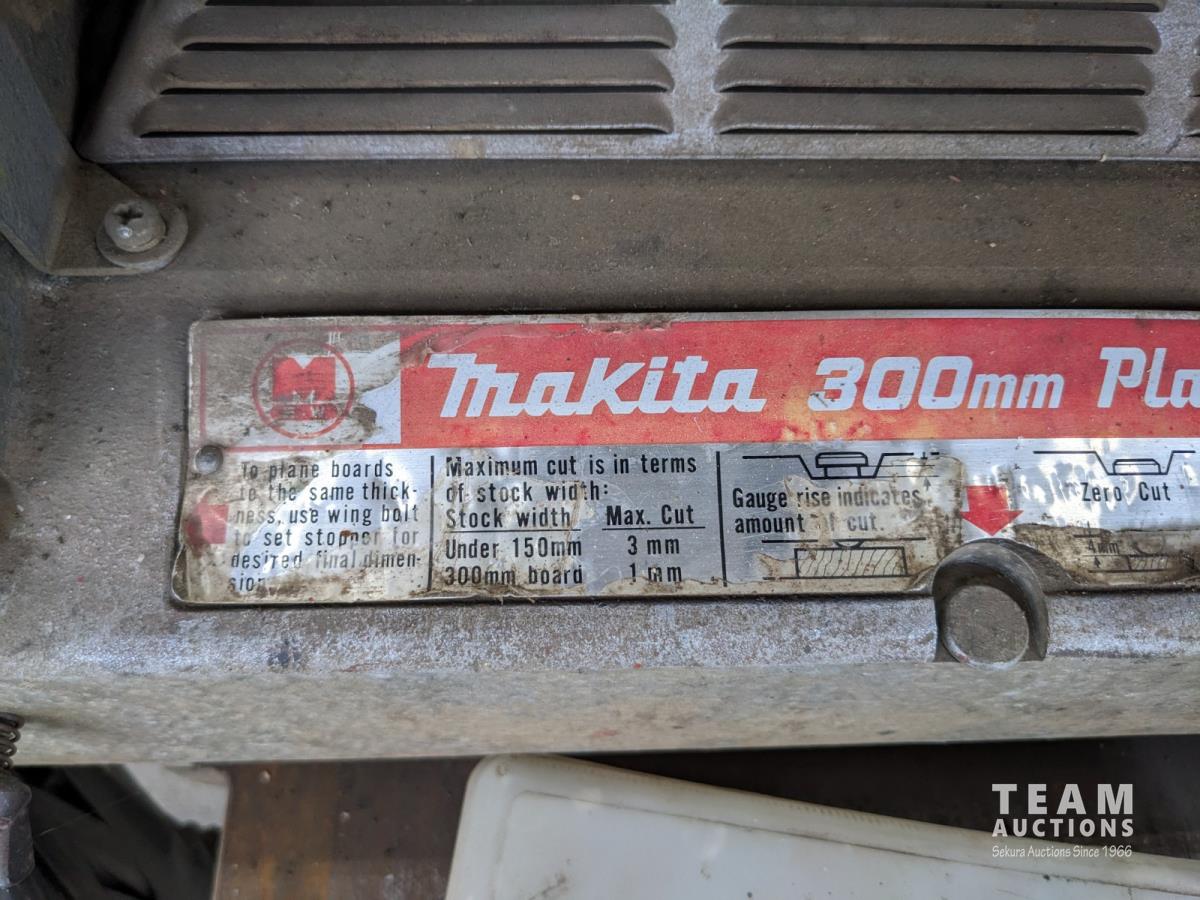 Makita 300mm Pla
To plane boards
to the same thick-
ness, use wing bolt
to set stopper for
desired final dimen-
sion
Maximum cut is in terms
of stock width:
Stock width Max. Cut
Under 150mm 3 mm
300mm board 1 mm
Gauge rise indicates
amount of cut.
Zero Cut
4mm
TEAM
AUCTIONS
Sekura Auctions Since 1966